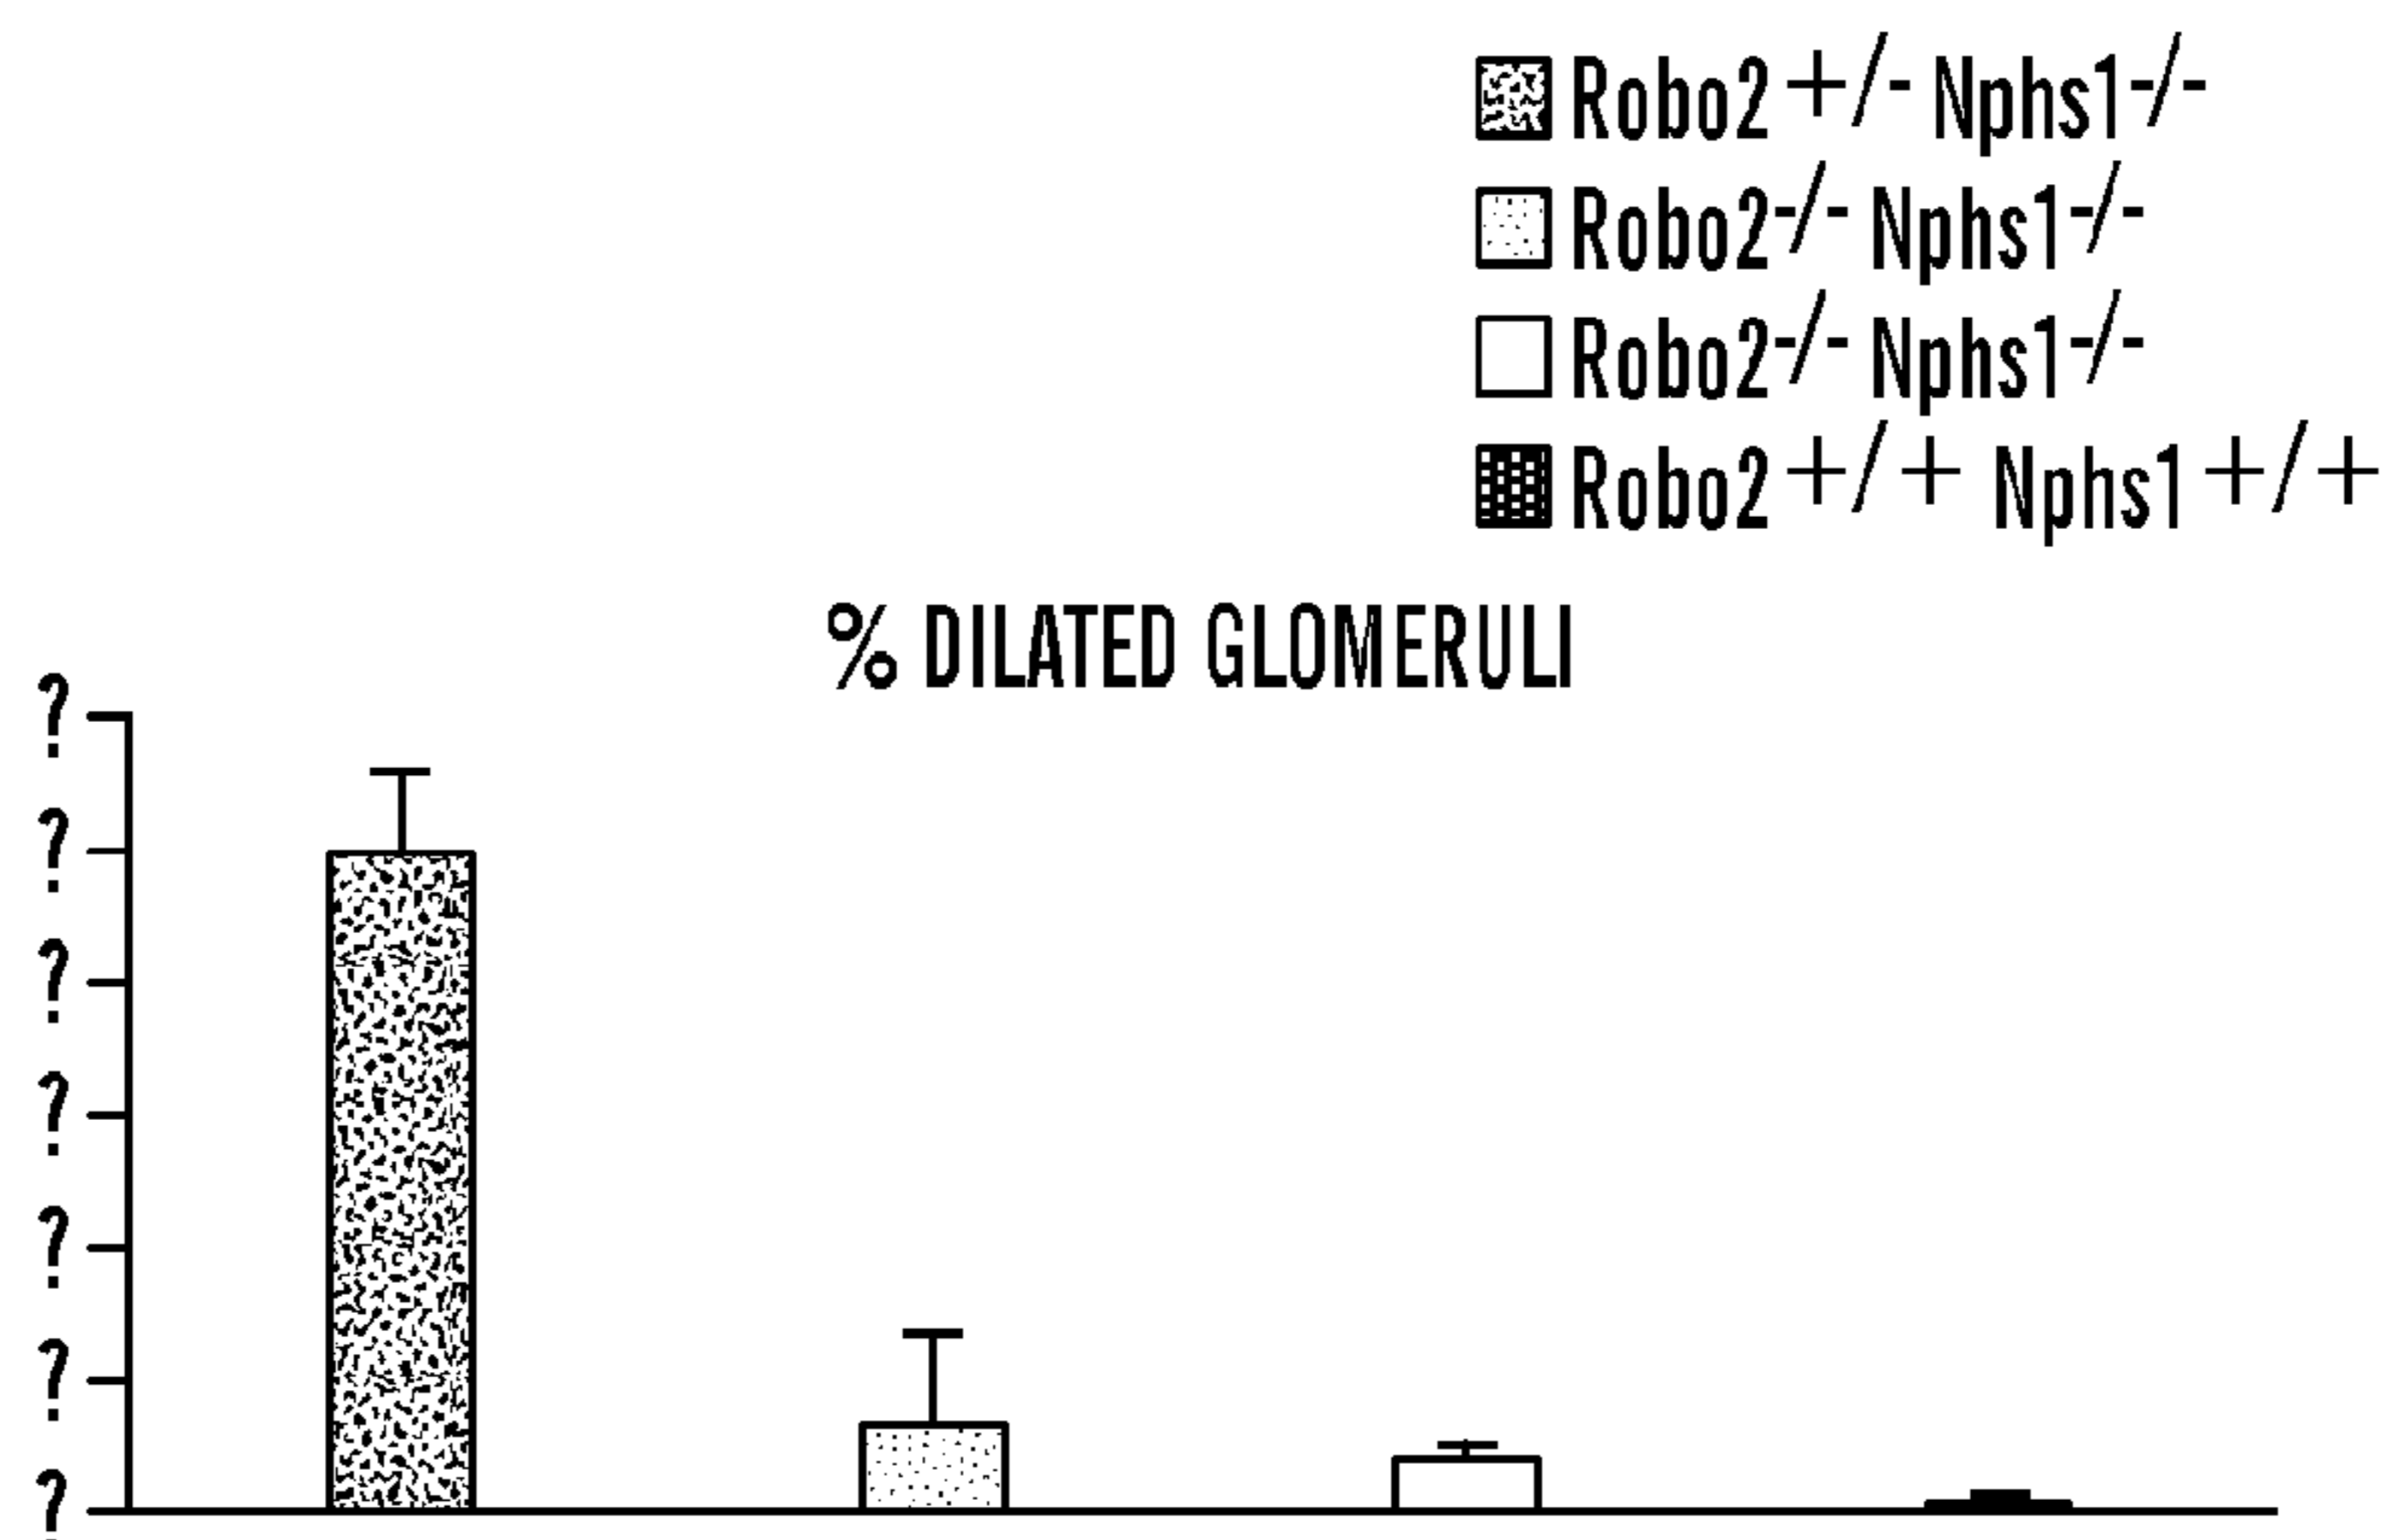 Robo2+/- Nphs1-/-
Robo2-/- Nphs1-/-
Robo2-/- Nphs1-/-
Robo2+/+ Nphs1+/+
% DILATED GLOMERULI
?
?
?
?
?
?
?